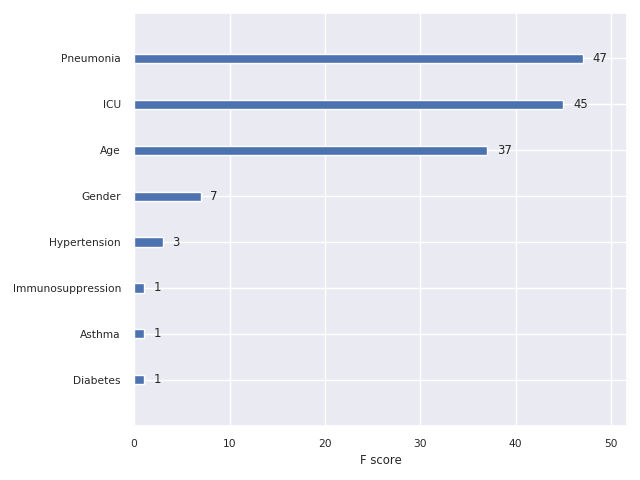 Pneumonia 47
ICU 45
Age 37
Gender 7
Hypertension 3
Immunosuppression 1
Asthma 1
Diabetes 1
0 10 20 30 40 50
F score